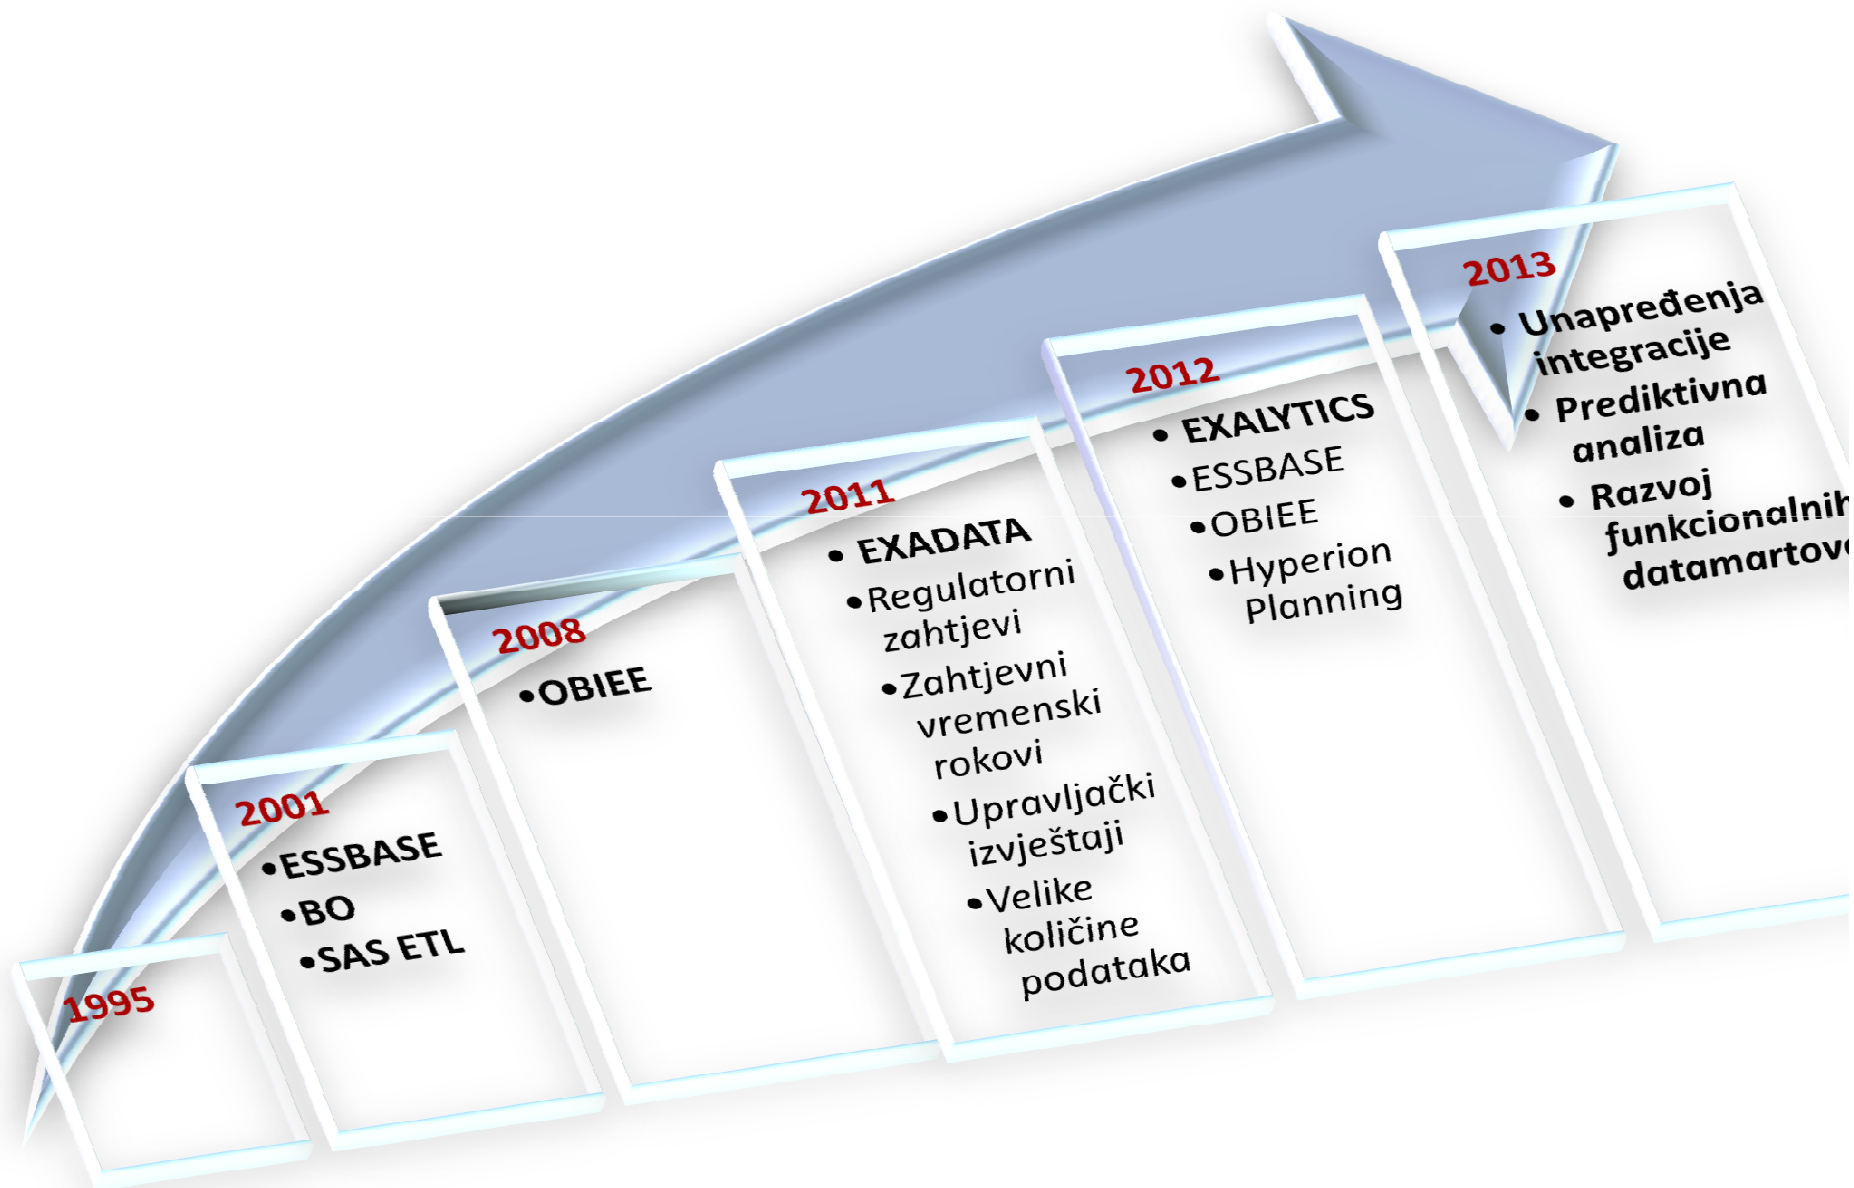 1995
2001
•ESSBASE
•BO
•SAS ETL
2008
•OBIEE
2011
• EXADATA
•Regulatorni
zahtjevi
•Zahtjevni
vremenski
rokovi
•Upravljački
izvještaji
•Velike
količine
podataka
2012
• EXALYTICS
•ESSBASE
•OBIEE
•Hyperion
Planning
2013
• Unapređenja
integracije
• Prediktivna
analiza
• Razvoj
funkcionalnih